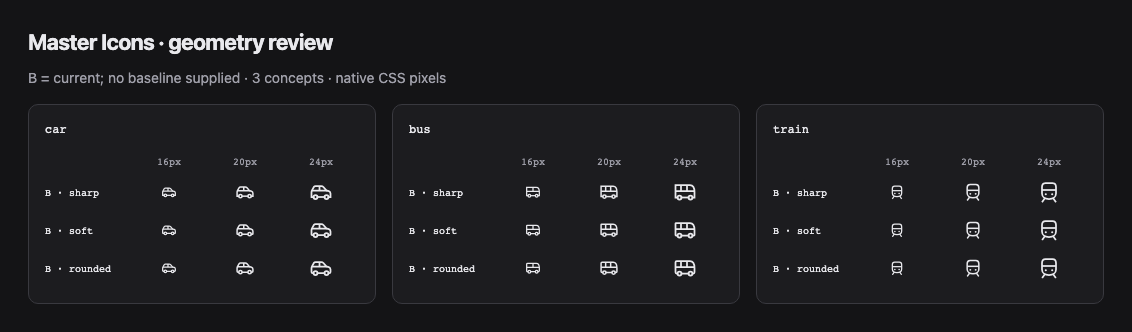 Master Icons · geometry review
B = current; no baseline supplied · 3 concepts · native CSS pixels
car
16px 20px 24px
B · sharp
B · soft
B · rounded
bus
16px 20px 24px
B · sharp
B · soft
B · rounded
train
16px 20px 24px
B · sharp
B · soft
B · rounded